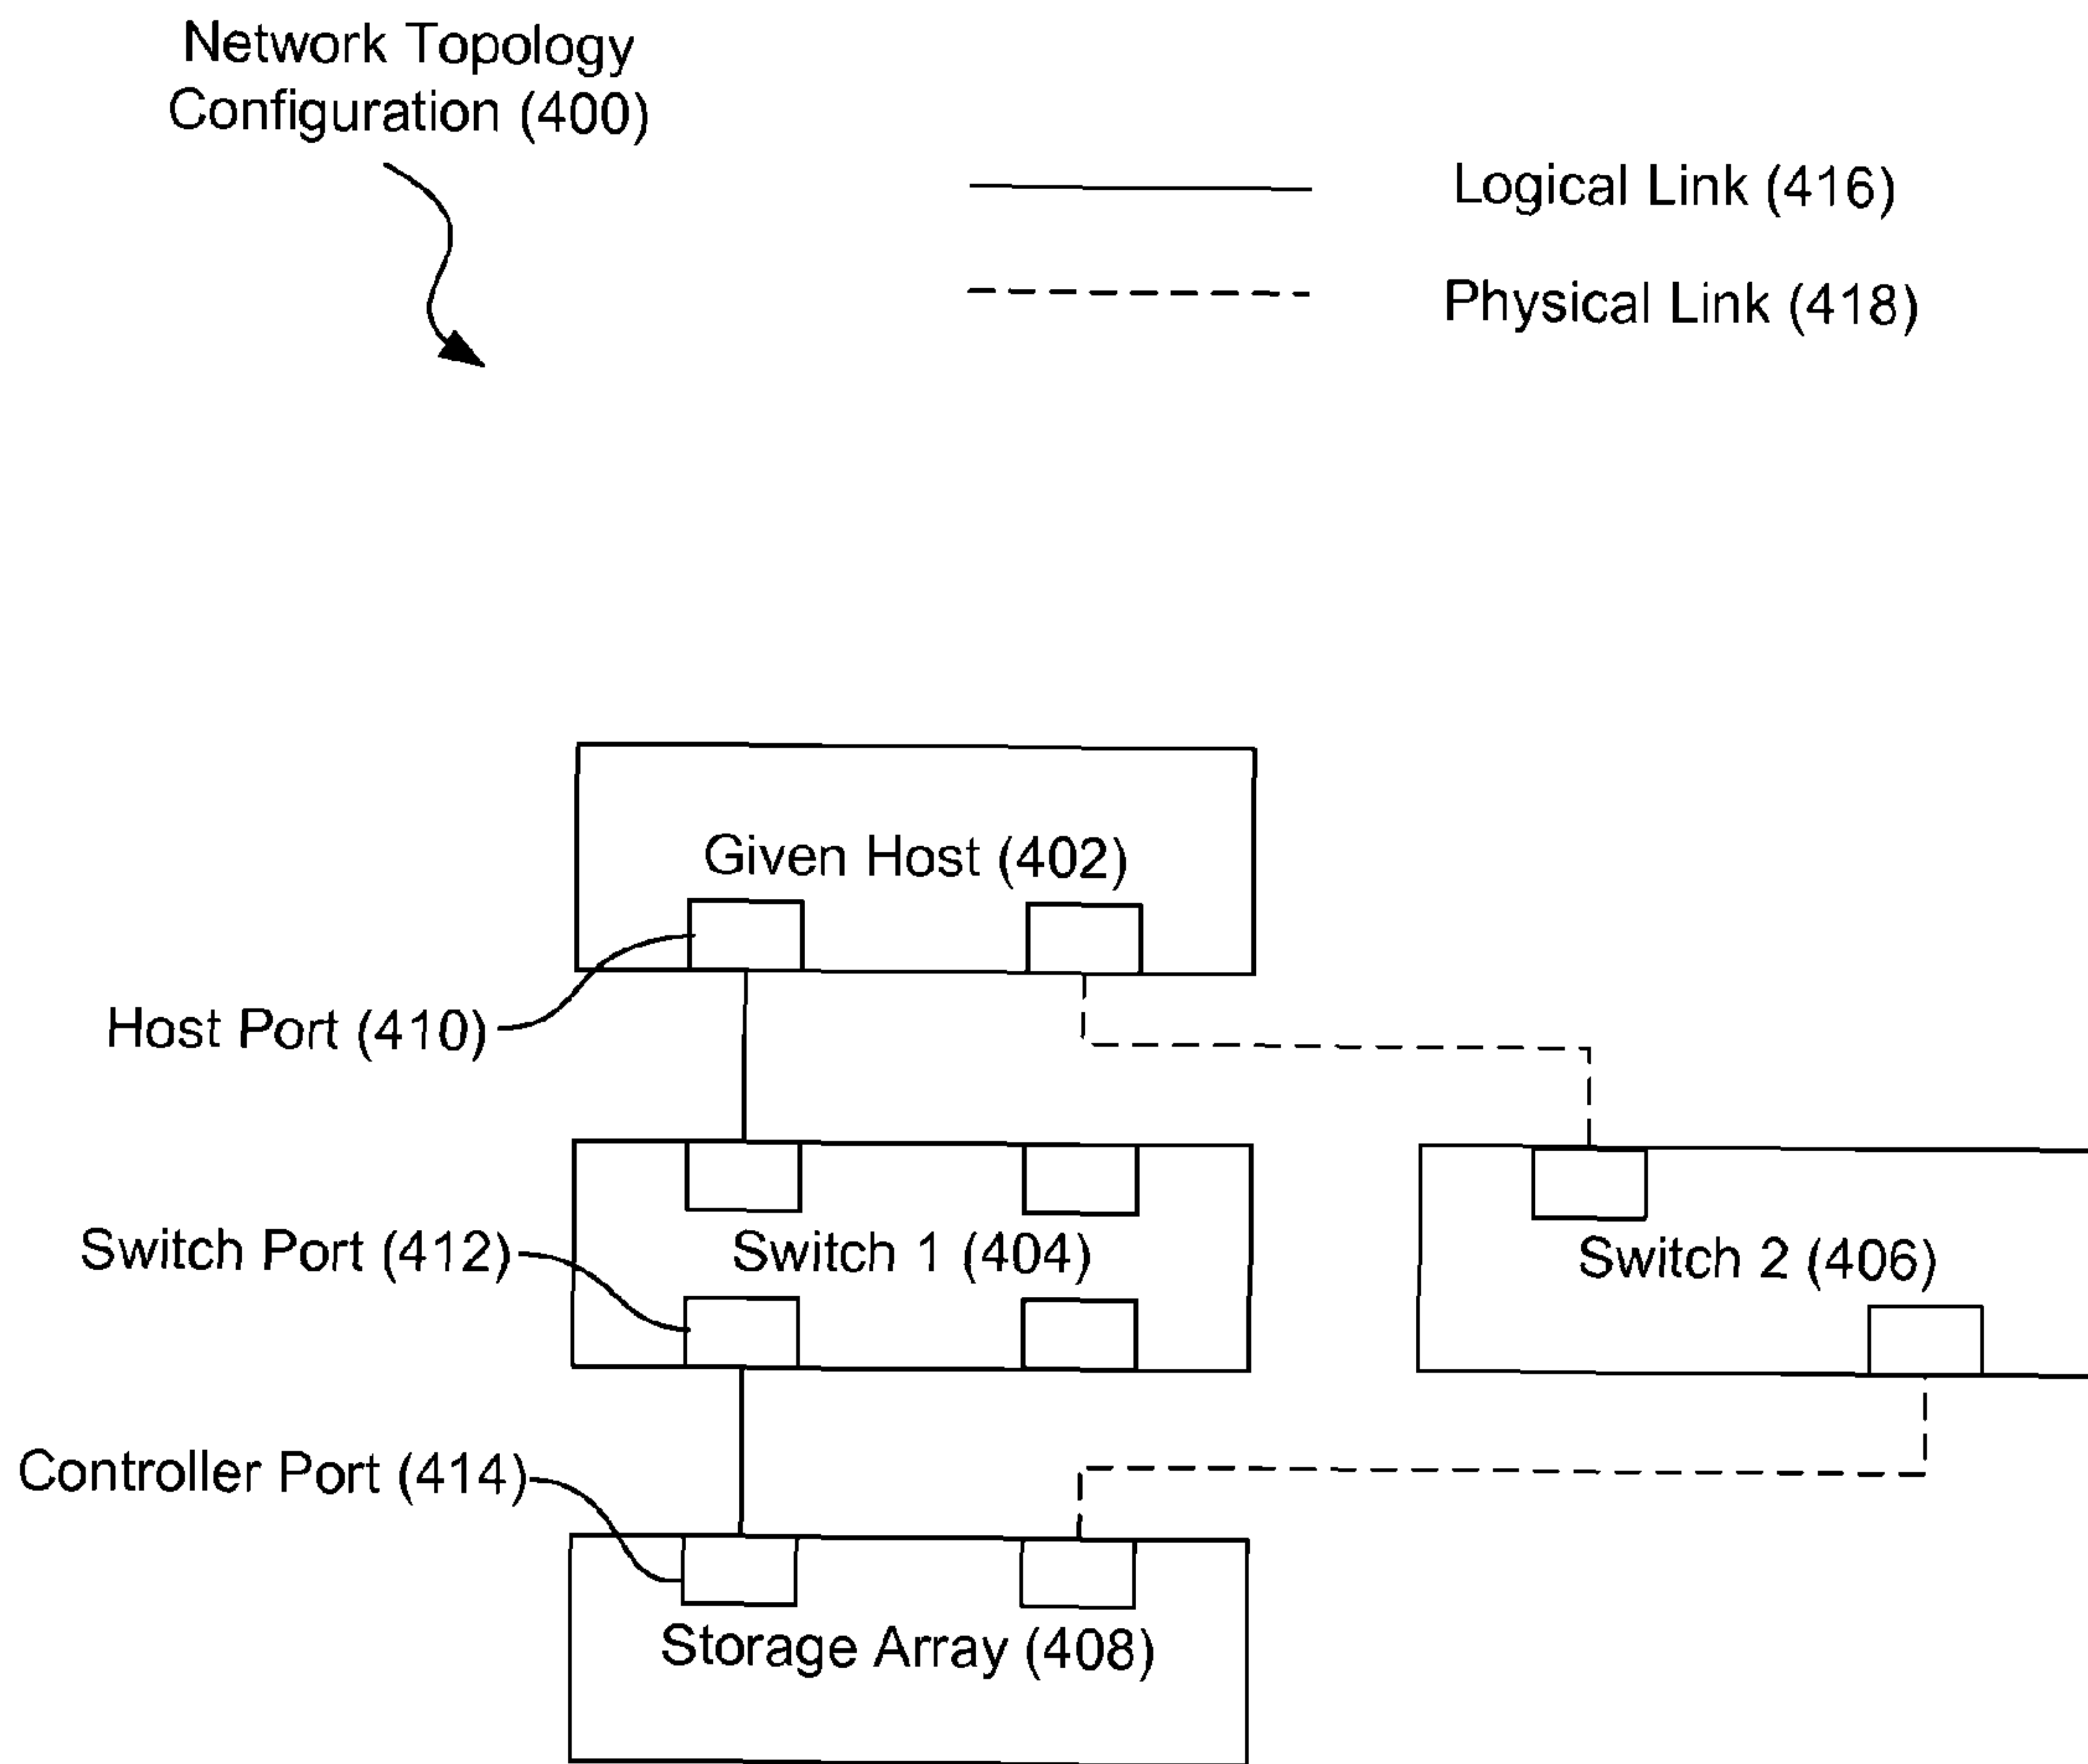 Network Topology
Configuration (400)
Logical Link (416)
Physical Link (418)
Given Host (402)
Host Port (410)
Switch Port (412)
Switch 1 (404)
Switch 2 (406)
Controller Port (414)
Storage Array (408)